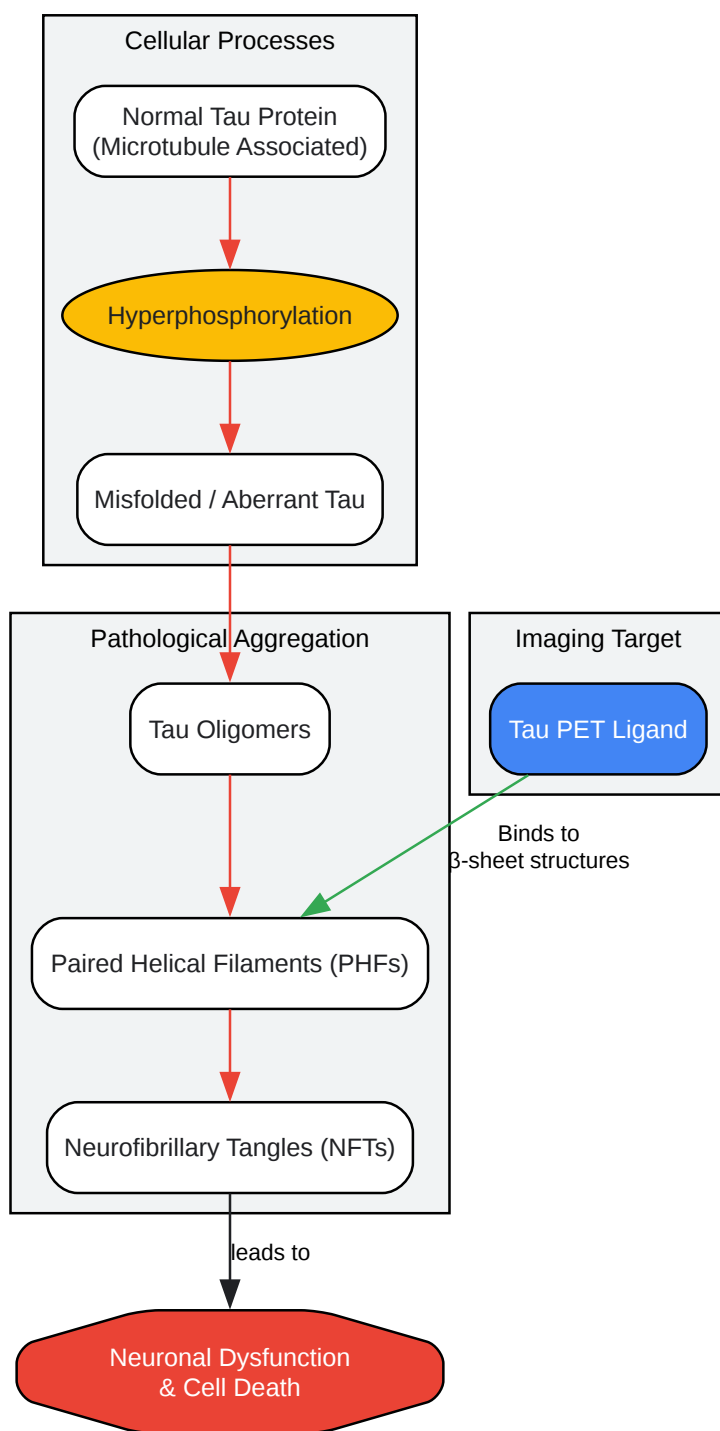 Cellular Processes
Normal Tau Protein
(Microtubule Associated)
Hyperphosphorylation
Misfolded / Aberrant Tau
Pathological Aggregation
Imaging Target
Tau Oligomers
Tau PET Ligand
Binds to
β-sheet structures
Paired Helical Filaments (PHFs)
Neurofibrillary Tangles (NFTs)
leads to
Neuronal Dysfunction
& Cell Death